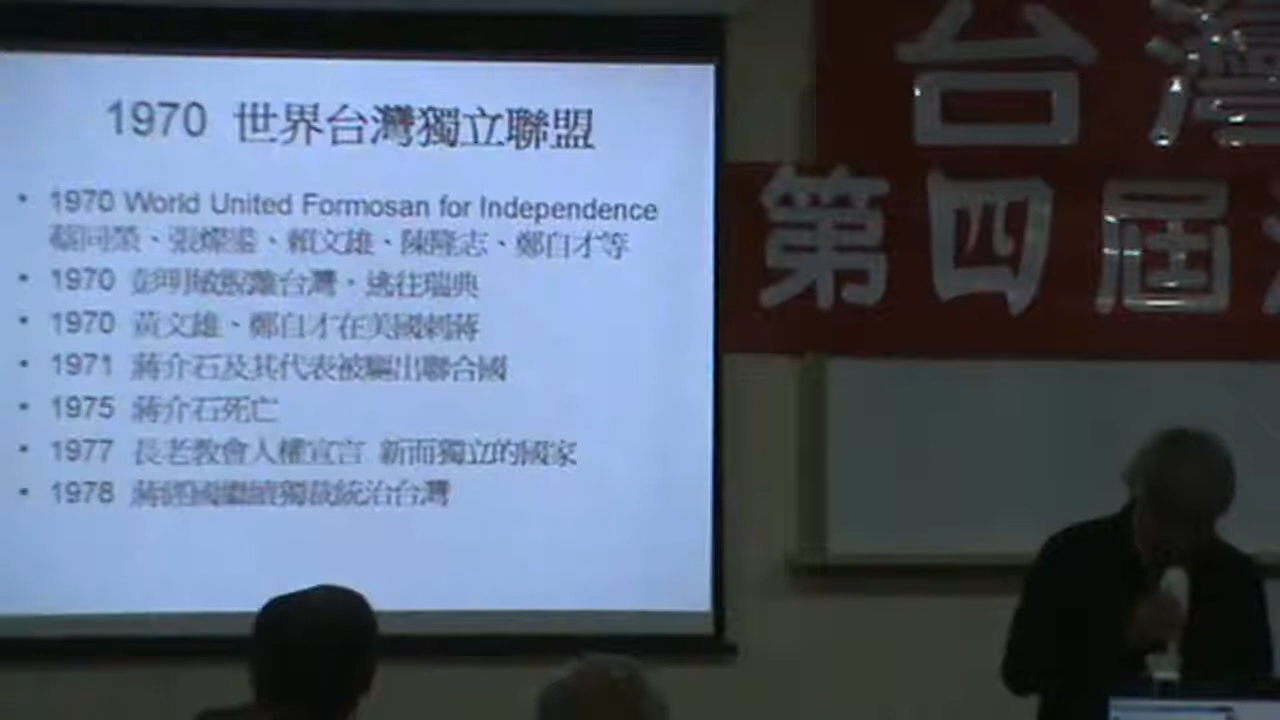 1970 世界台灣獨立聯盟
• 1970 World United Formosan for Independence
蔡同榮、張燦鍙、賴文雄、陳隆志、鄭自才等
• 1970 彭明敏脫離台灣，逃往瑞典
• 1970 黃文雄、鄭自才在美國刺蔣
• 1971 蔣介石及其代表被驅出聯合國
• 1975 蔣介石死亡
• 1977 長老教會人權宣言 新而獨立的國家
• 1978 蔣經國繼續獨裁統治台灣
台灣
第四屆